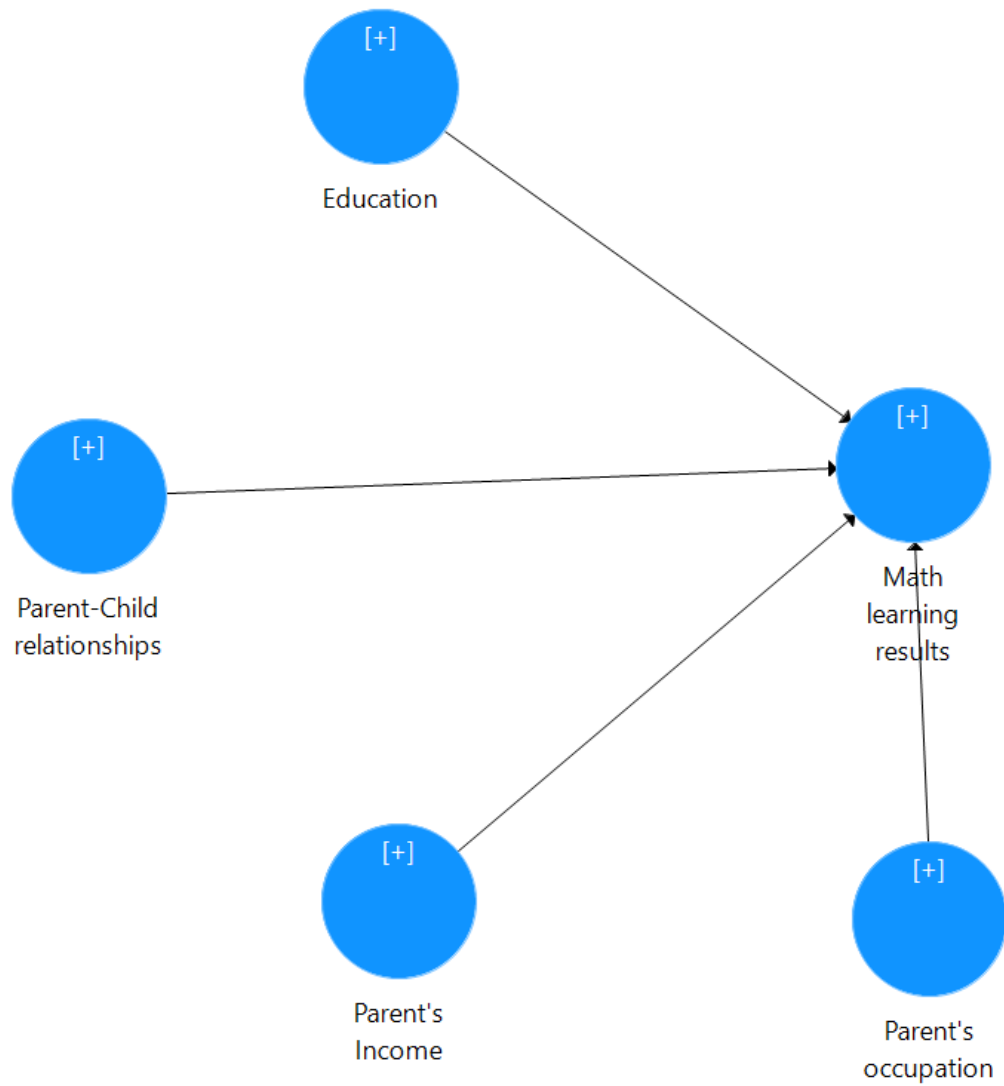 [+]
Education
[+]
Parent-Child
relationships
[+]
Math
learning
results
[+]
Parent's
Income
[+]
Parent's
occupation